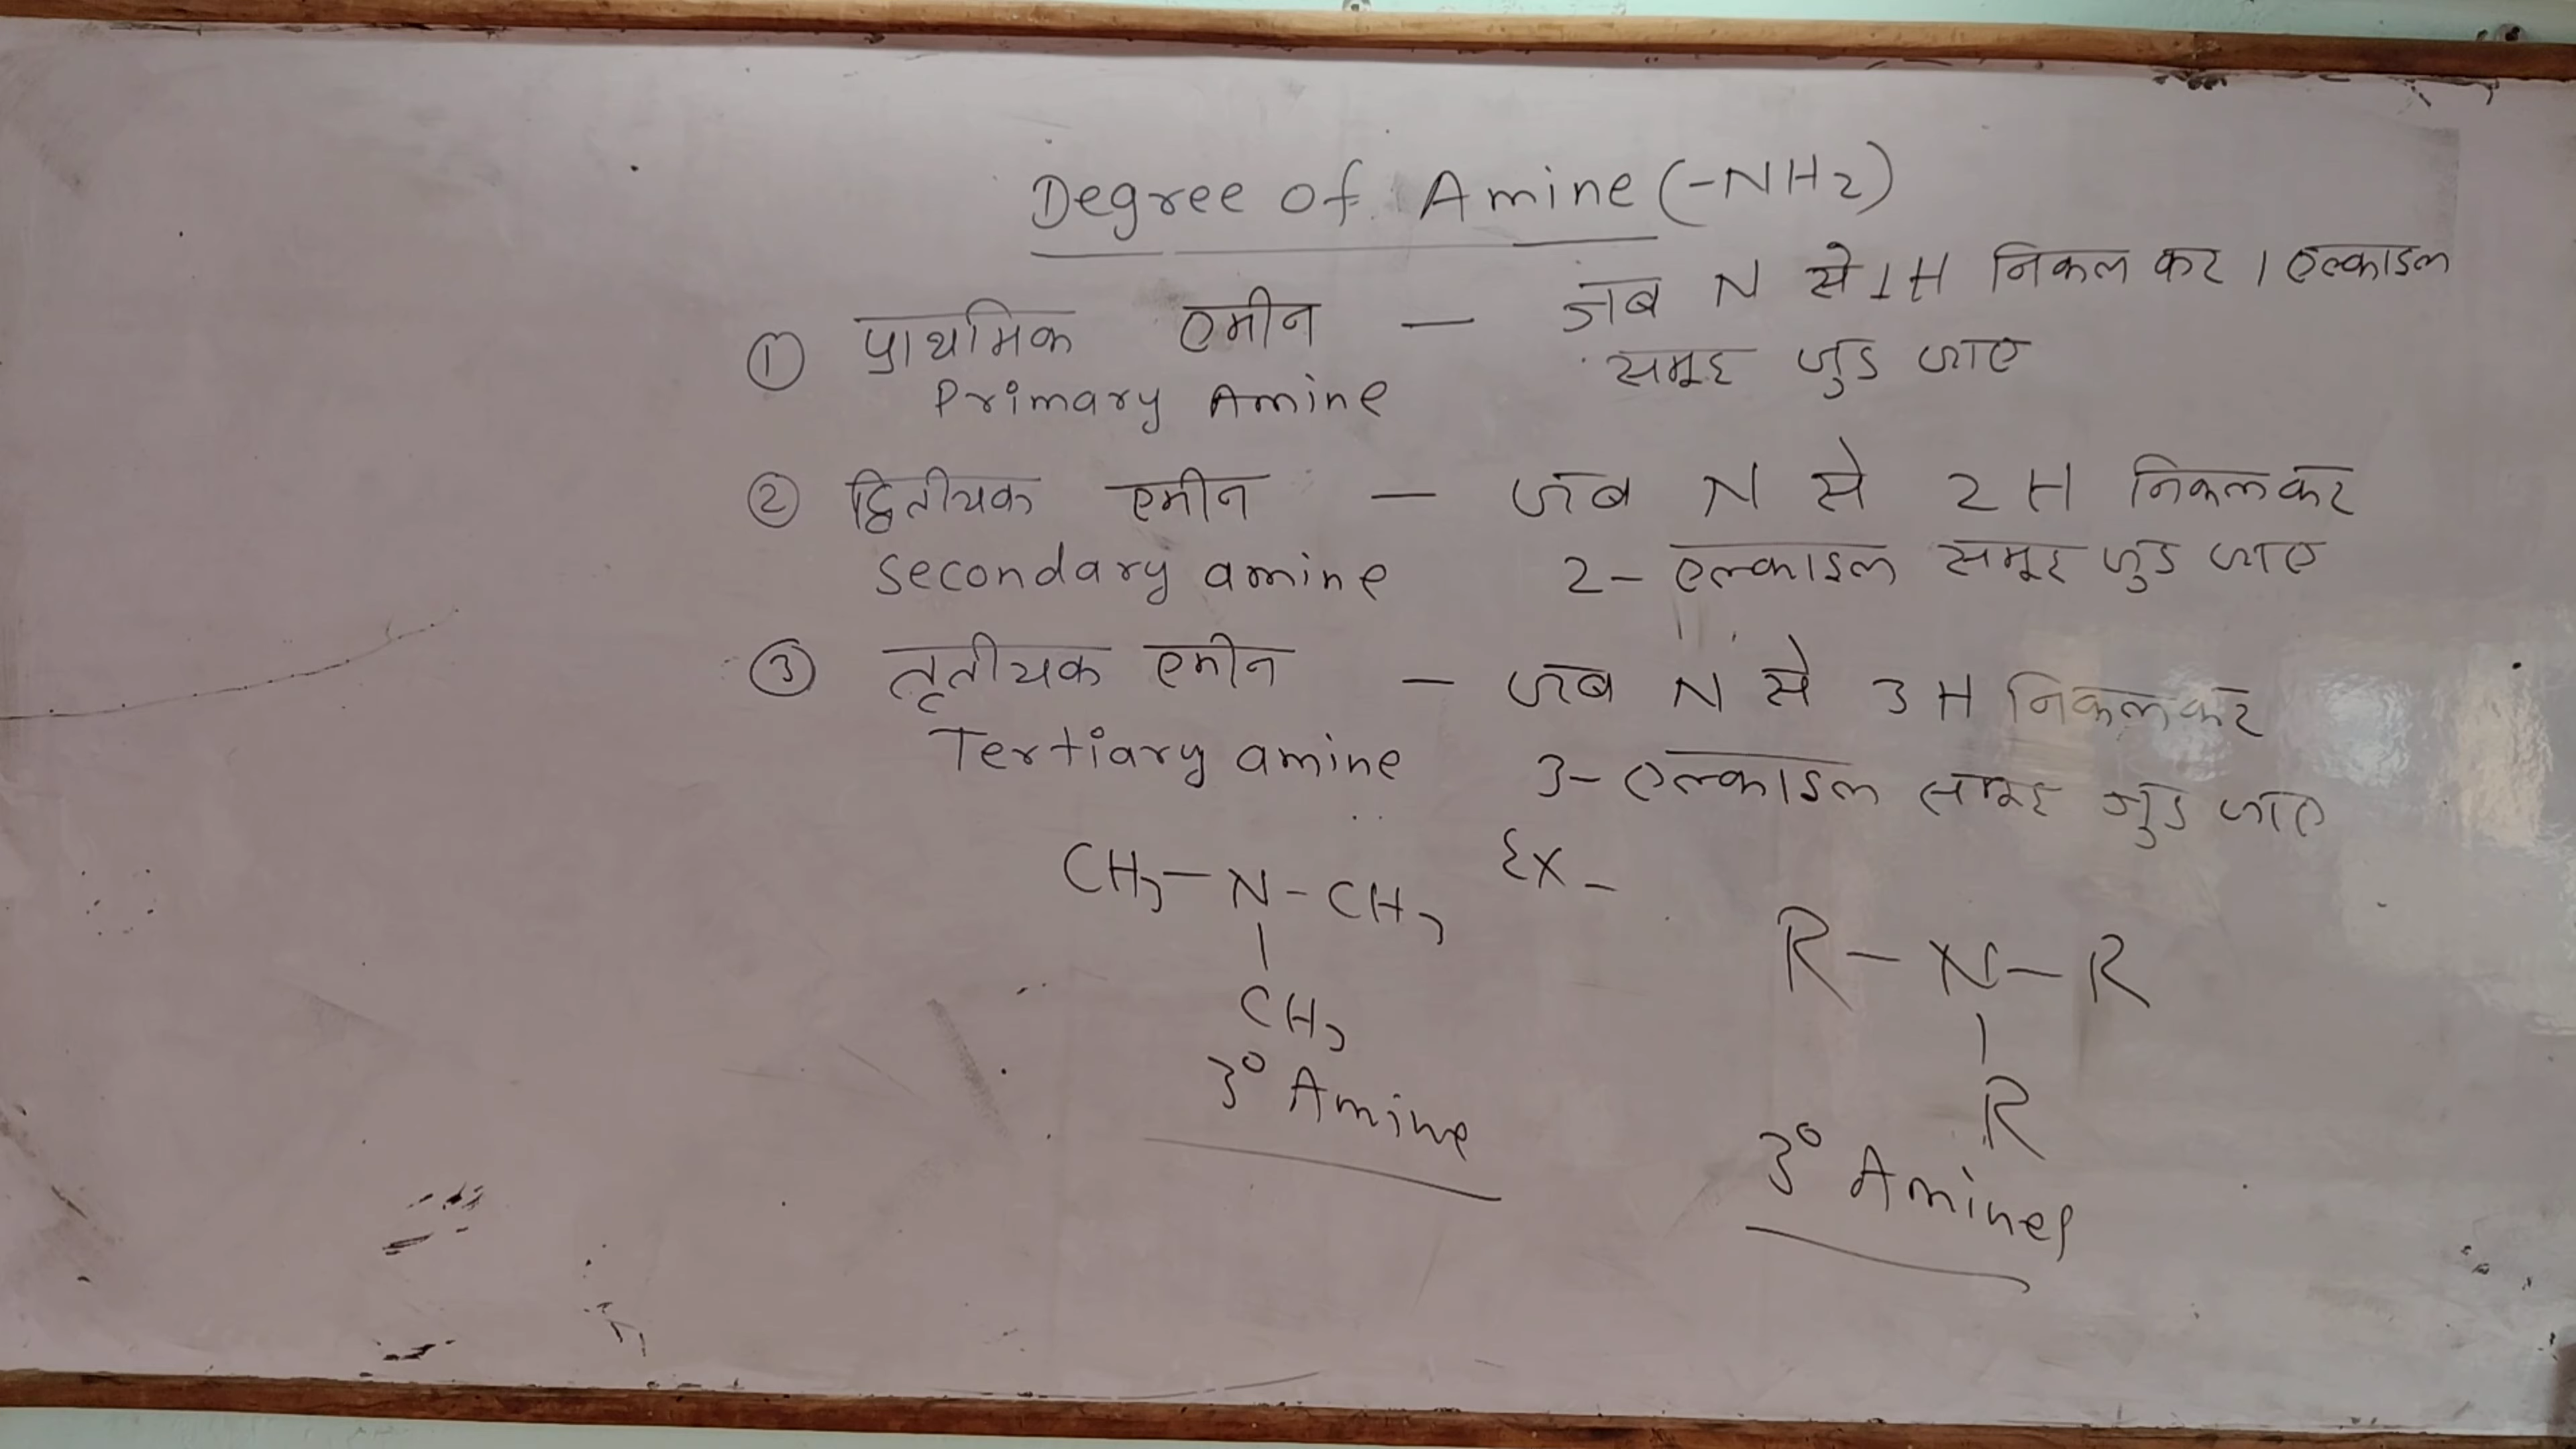 Degree of Amine (-NH2)
① प्राथमिक एमीन — जब N से 1H निकल कर 1 एल्काइल
समूह जुड जाए
Primary Amine
② द्वितीयक एमीन — जब N से 2 H निकलकर
Secondary amine 2- एल्काइल समूह जुड जाए
③ तृतीयक एमीन — जब N से 3 H निकलकर
Tertiary amine 3- एल्काइल समूह जुड जाए
Ex -
CH3 - N - CH3
|
CH3
3° Amine
R - N - R
|
R
3° Amines